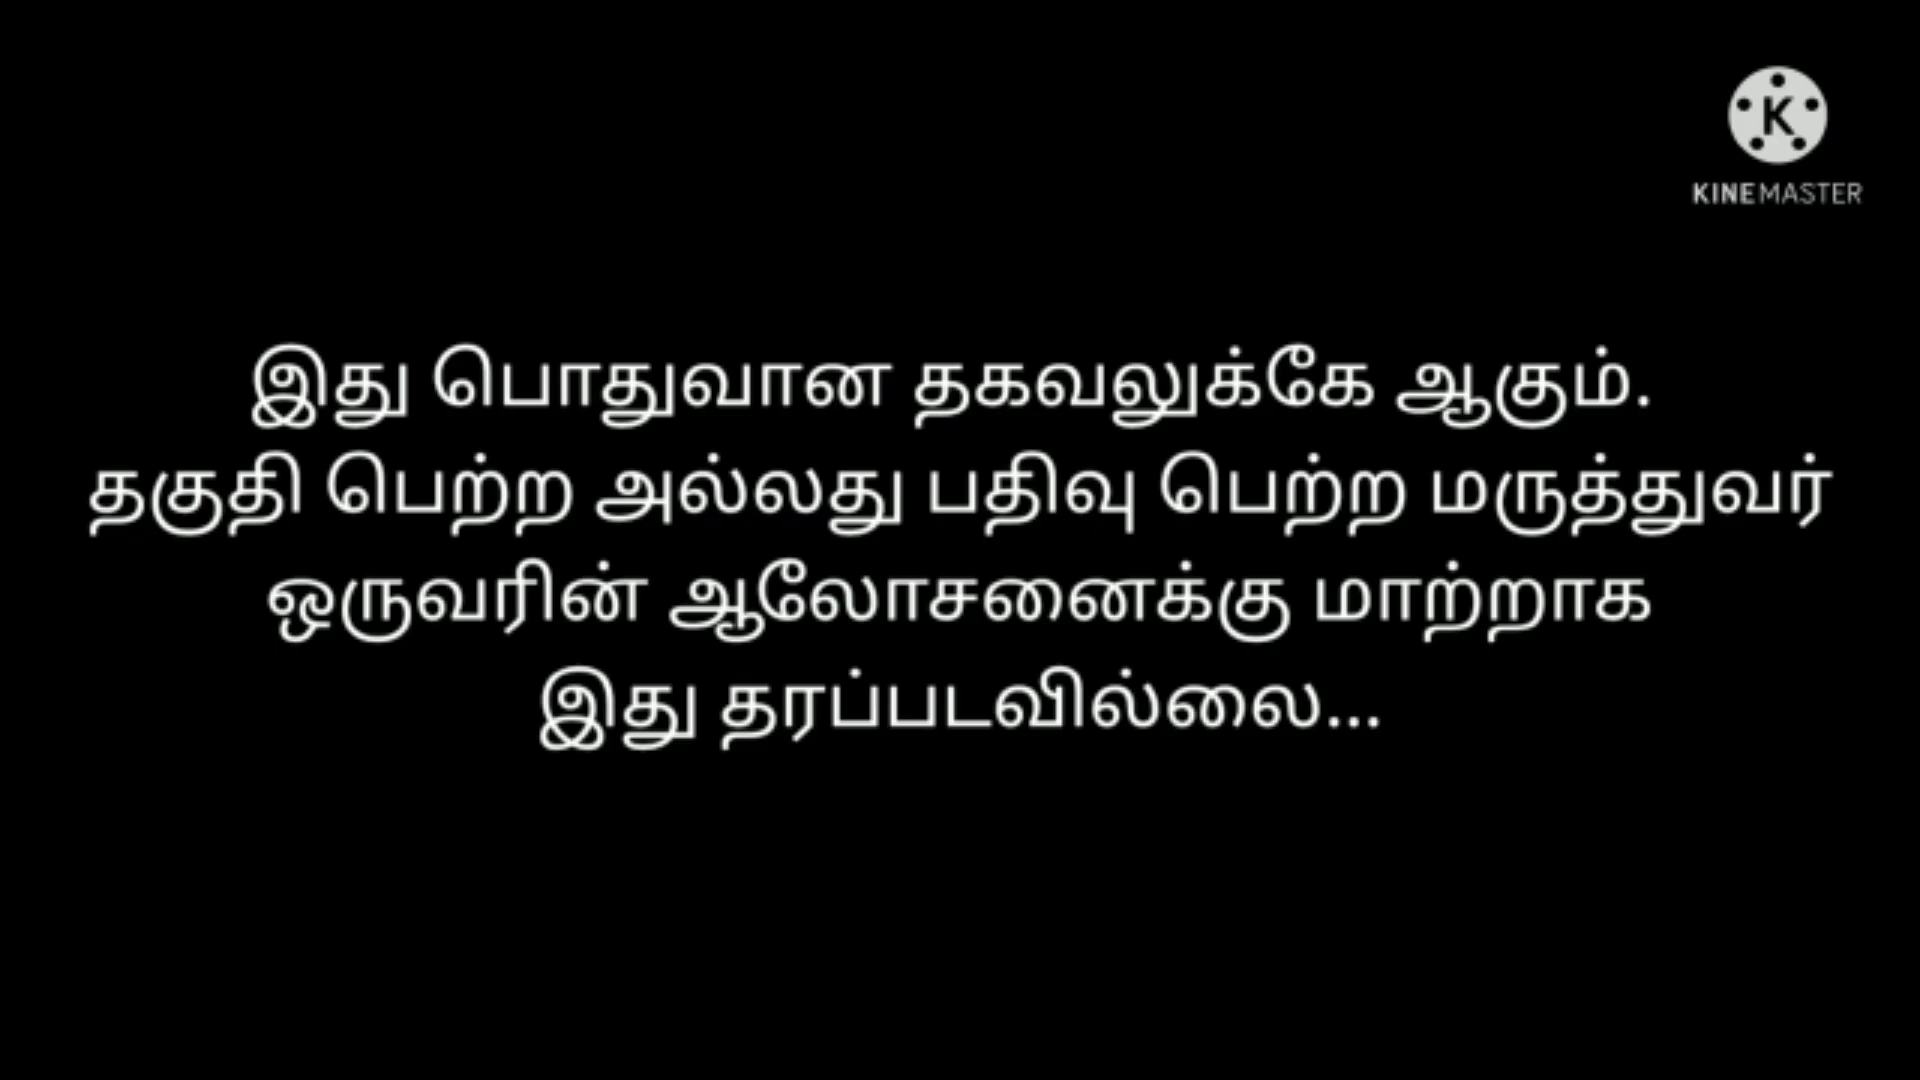 K
KINEMASTER
இது பொதுவான தகவலுக்கே ஆகும்.
தகுதி பெற்ற அல்லது பதிவு பெற்ற மருத்துவர்
ஒருவரின் ஆலோசனைக்கு மாற்றாக
இது தரப்படவில்லை...